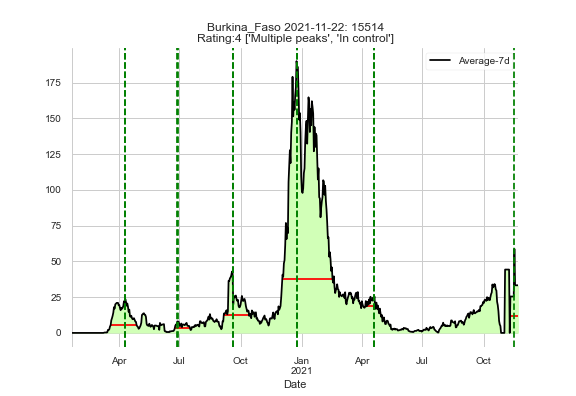 Burkina_Faso 2021-11-22: 15514
Rating:4 ['Multiple peaks', 'In control']
Average-7d
175
150
125
100
75
50
25
0
Apr Jul Oct Jan Apr Jul Oct
2021
Date